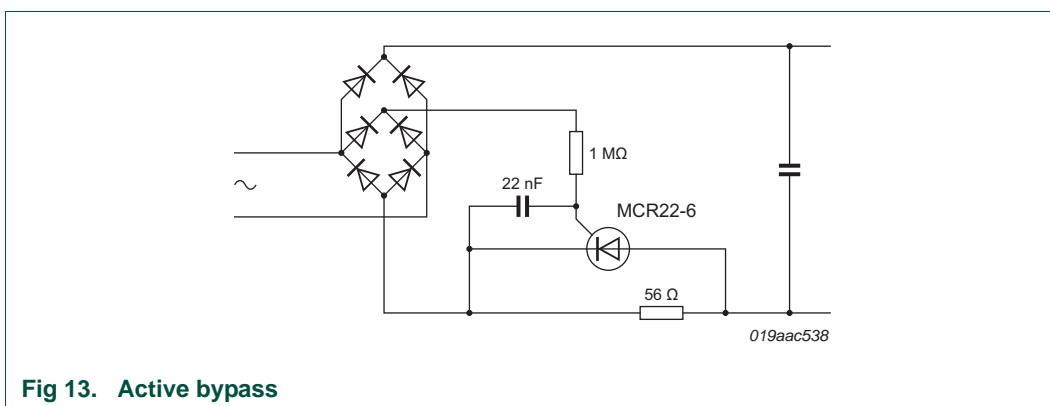 1 MΩ
22 nF
MCR22-6
56 Ω
019aac538
Fig 13. Active bypass